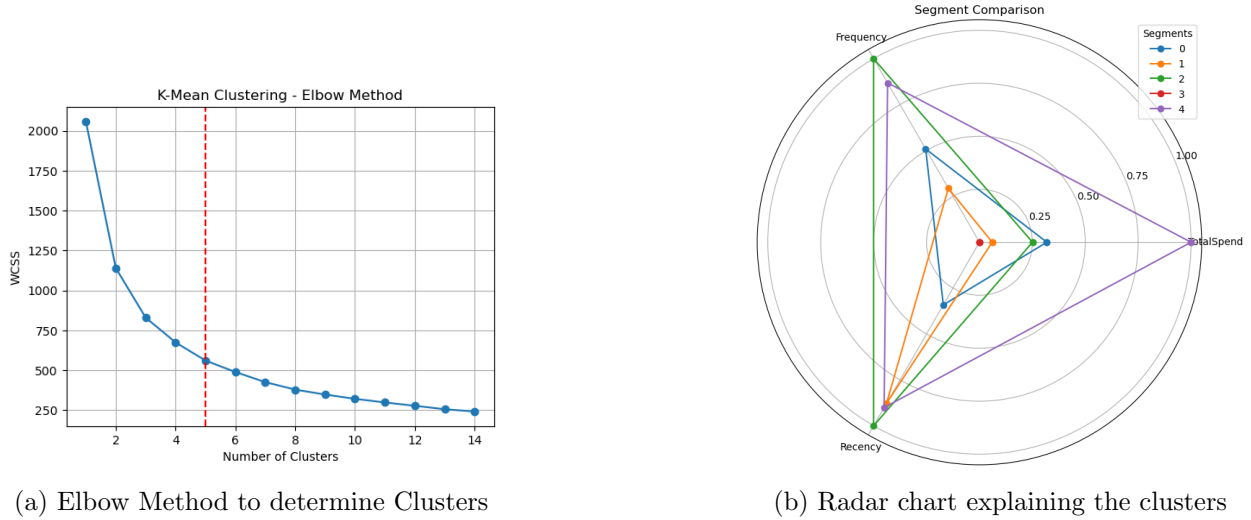 K-Mean Clustering - Elbow Method
2000
1750
1500
1250
1000
750
500
250
WCSS
2 4 6 8 10 12 14
Number of Clusters
(a) Elbow Method to determine Clusters
Segment Comparison
Frequency
Segments
0
1
2
3
4
1.00
0.75
0.50
0.25
TotalSpend
Recency
(b) Radar chart explaining the clusters